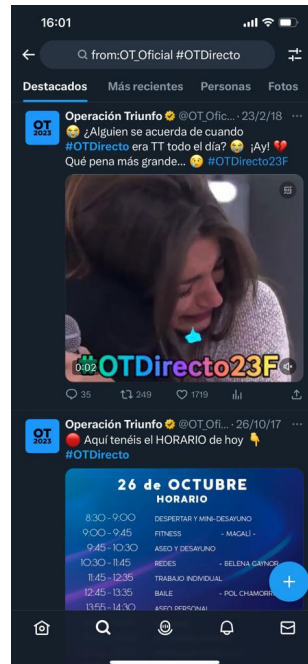 16:01
from:OT_Oficial #OTDirecto
Destacados Más recientes Personas Fotos
OT 2023
Operación Triunfo @OT_Ofic... · 23/2/18 ...
😭 ¿Alguien se acuerda de cuando
#OTDirecto era TT todo el día? 😭 ¡Ay! 💔
Qué pena más grande... 😢 #OTDirecto23F
#OTDirecto23F
0:02
35 249 1719
OT 2023
Operación Triunfo @OT_Ofi... · 26/10/17 ...
🔴 Aquí tenéis el HORARIO de hoy 👇
#OTDirecto
26 de OCTUBRE
HORARIO
8:30 - 9:00 DESPERTAR Y MINI-DESAYUNO
9:00 - 9:45 FITNESS - MAGALÍ -
9:45 - 10:30 ASEO Y DESAYUNO
10:30 - 11:45 REDES - BELENA GAYNOR
11:45 - 12:35 TRABAJO INDIVIDUAL
12:45 - 13:35 BAILE - POL CHAMORRO
13:55 - 14:30 ASEO PERSONAL